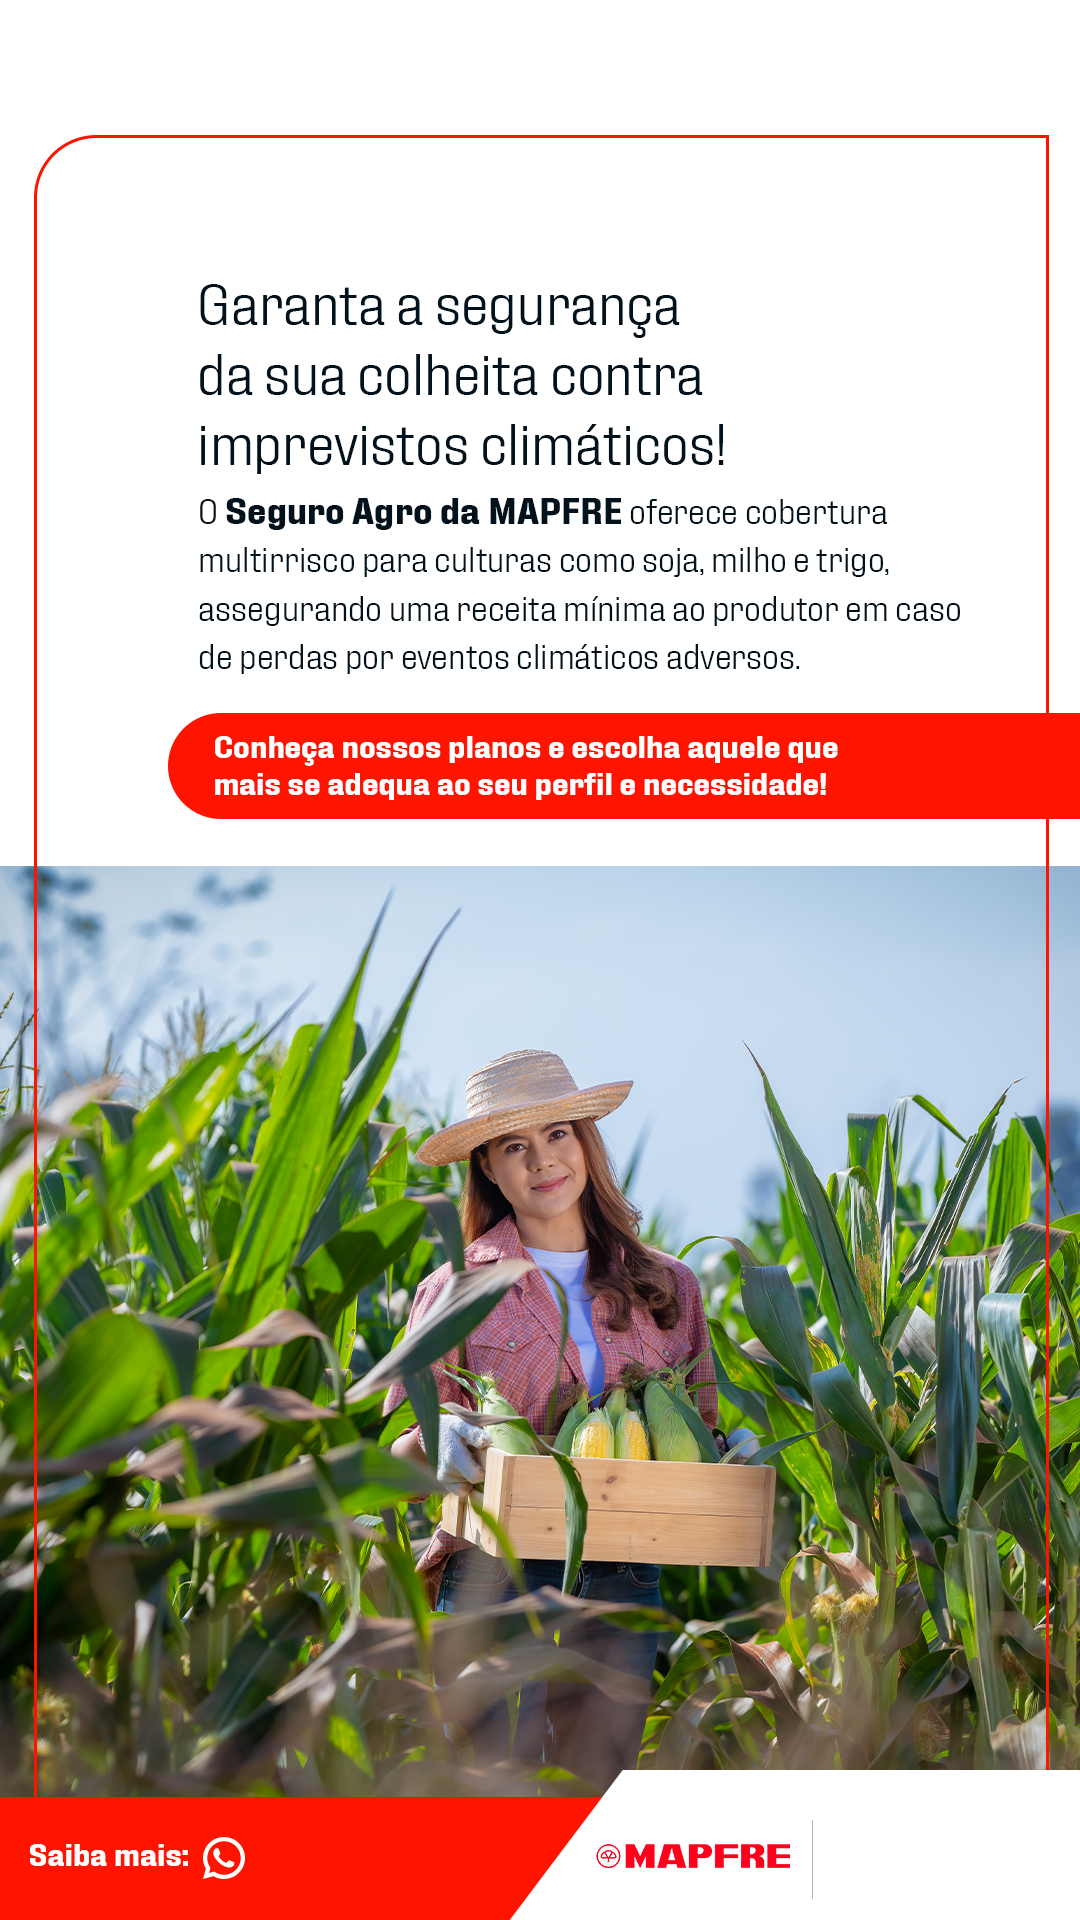 Garanta a segurança
da sua colheita contra
imprevistos climáticos!
O Seguro Agro da MAPFRE oferece cobertura
multirrisco para culturas como soja, milho e trigo,
assegurando uma receita mínima ao produtor em caso
de perdas por eventos climáticos adversos.
Conheça nossos planos e escolha aquele que
mais se adequa ao seu perfil e necessidade!
Saiba mais:
MAPFRE